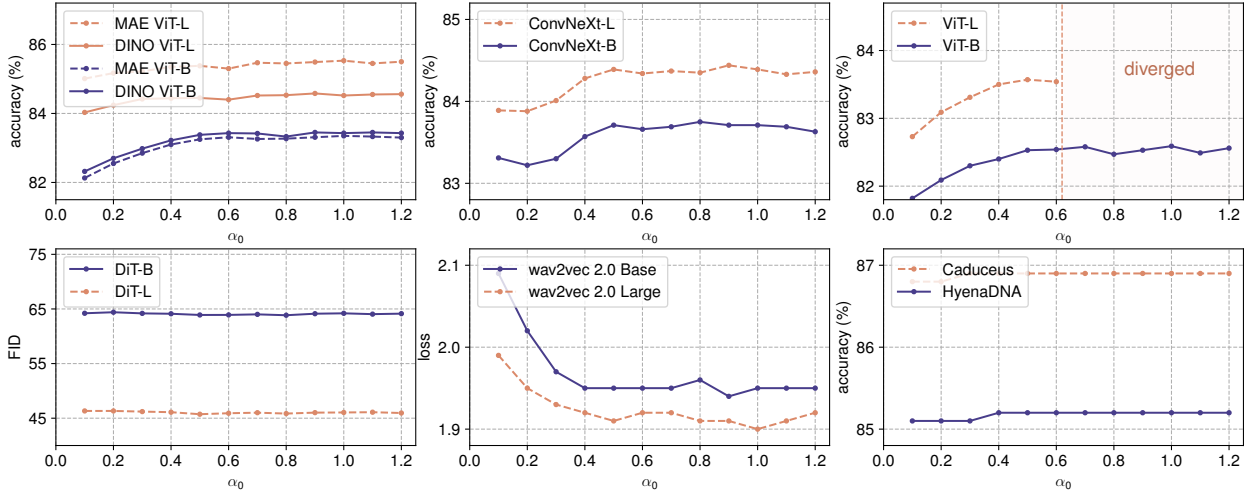 MAE ViT-L
DINO ViT-L
MAE ViT-B
DINO ViT-B
accuracy (%)
86
84
82
0.0 0.2 0.4 0.6 0.8 1.0 1.2
α0
ConvNeXt-L
ConvNeXt-B
accuracy (%)
85
84
83
0.0 0.2 0.4 0.6 0.8 1.0 1.2
α0
ViT-L
ViT-B
diverged
accuracy (%)
84
83
82
0.0 0.2 0.4 0.6 0.8 1.0 1.2
α0
DiT-B
DiT-L
FID
75
65
55
45
0.0 0.2 0.4 0.6 0.8 1.0 1.2
α0
wav2vec 2.0 Base
wav2vec 2.0 Large
loss
2.1
2.0
1.9
0.0 0.2 0.4 0.6 0.8 1.0 1.2
α0
Caduceus
HyenaDNA
accuracy (%)
87
86
85
0.0 0.2 0.4 0.6 0.8 1.0 1.2
α0